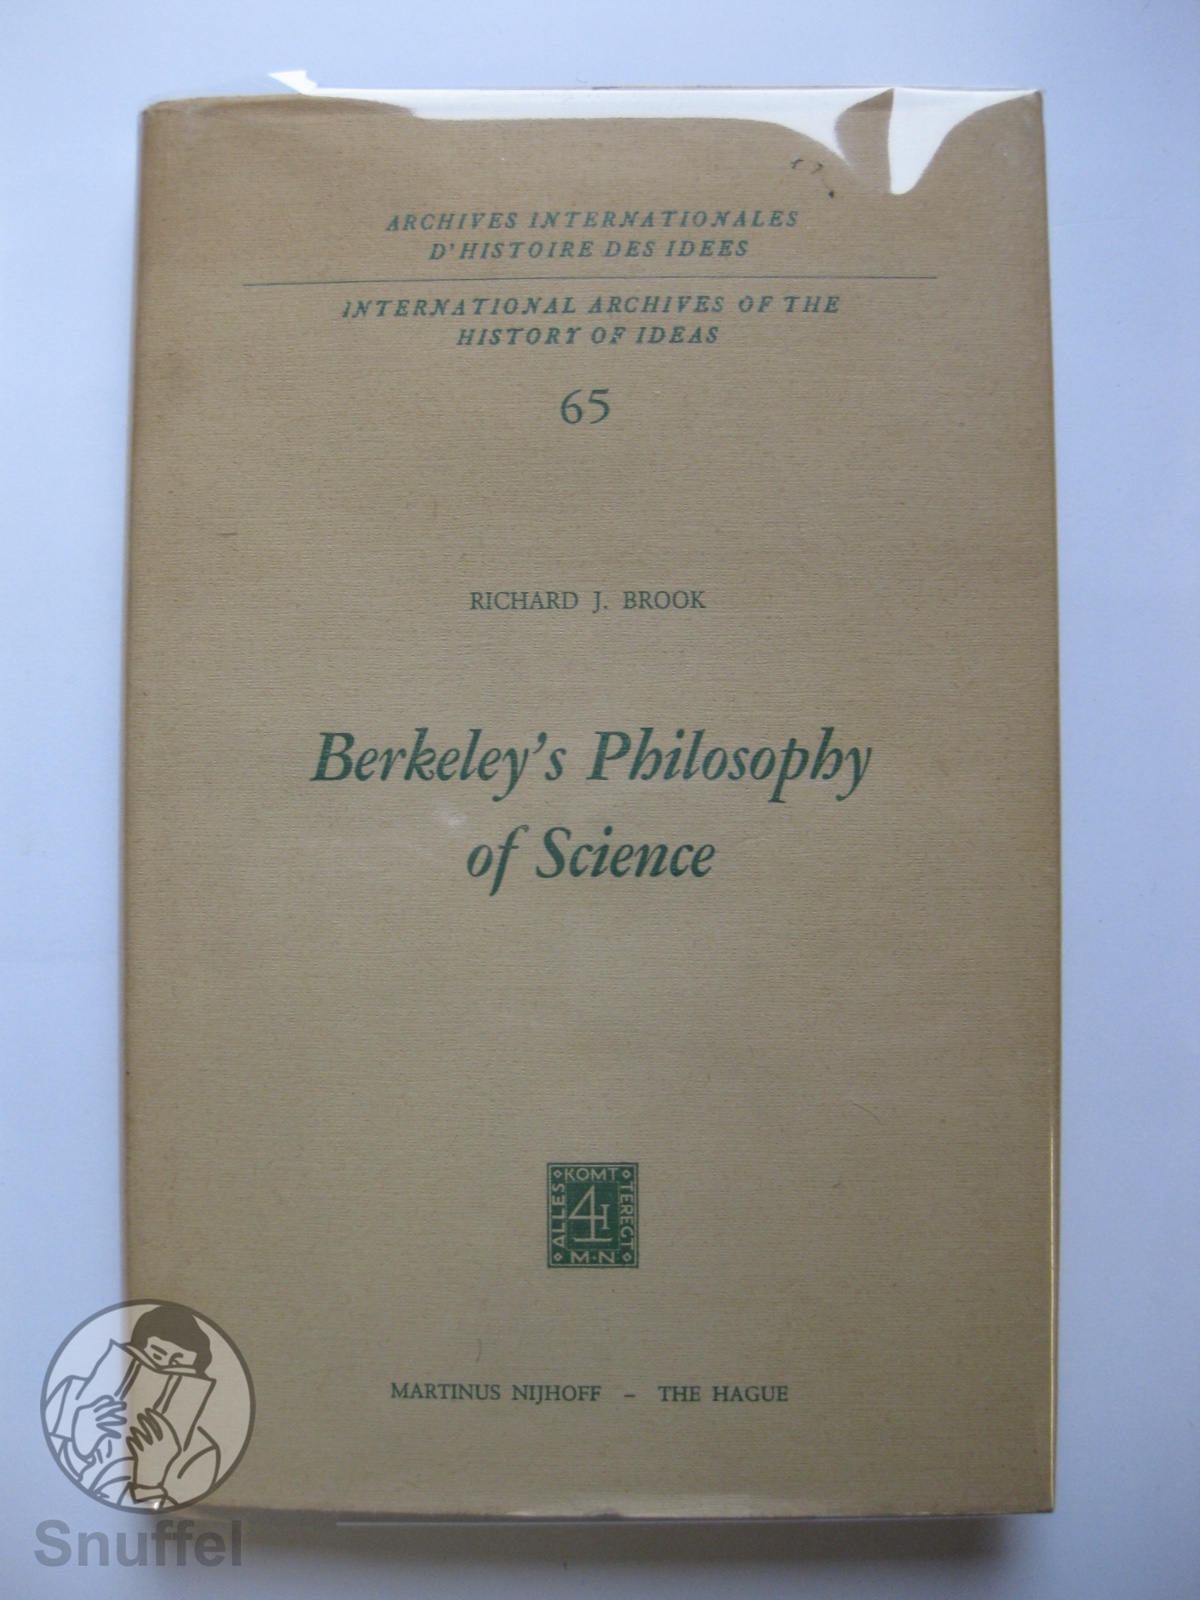 ARCHIVES INTERNATIONALES
D'HISTOIRE DES IDEES
INTERNATIONAL ARCHIVES OF THE
HISTORY OF IDEAS
65
RICHARD J. BROOK
Berkeley's Philosophy
of Science
ALLES KOMT TERECHT
M·N
MARTINUS NIJHOFF – THE HAGUE
Snuffel